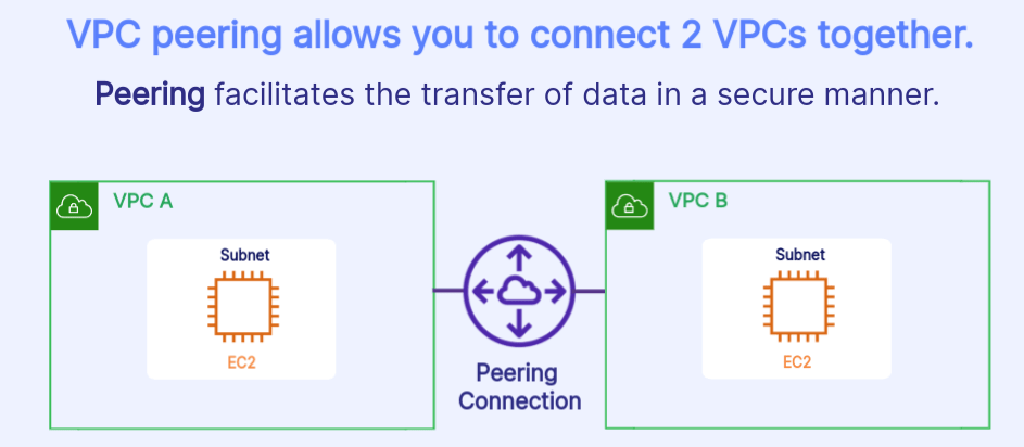 VPC peering allows you to connect 2 VPCs together.
Peering facilitates the transfer of data in a secure manner.
VPC A
Subnet
EC2
Peering
Connection
VPC B
Subnet
EC2